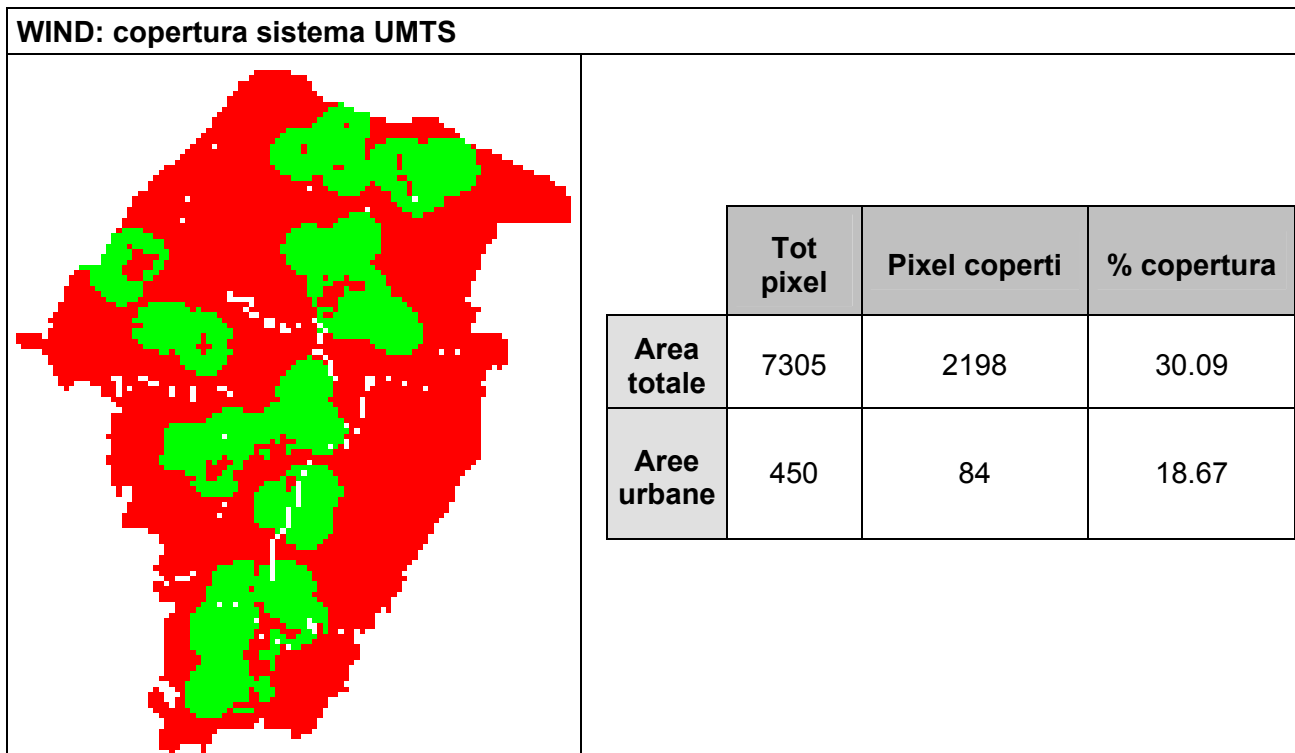 WIND: copertura sistema UMTS
Tot pixel Pixel coperti % copertura
Area totale 7305 2198 30.09
Aree urbane 450 84 18.67